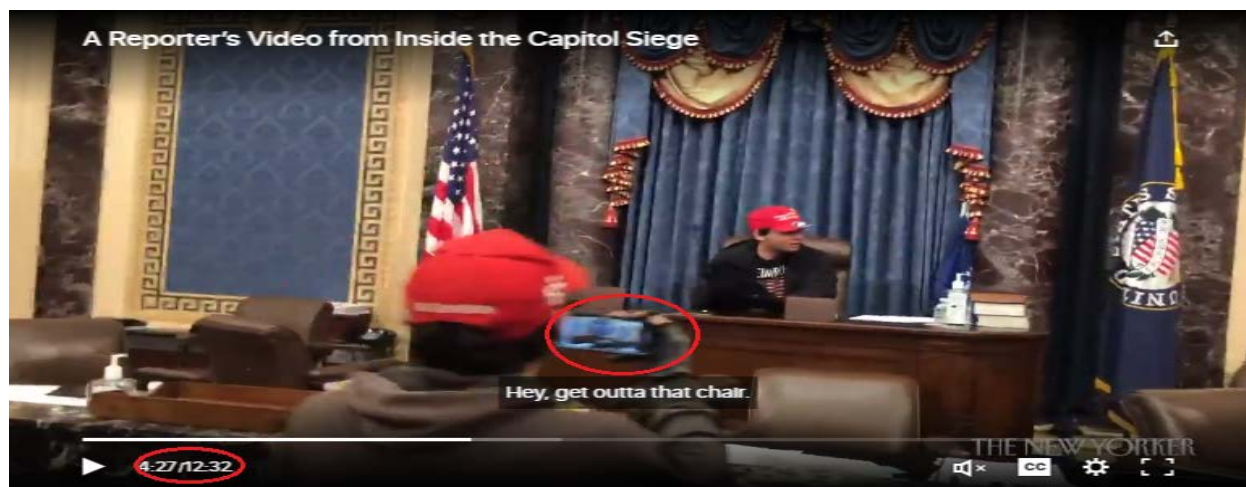 A Reporter's Video from Inside the Capitol Siege
Hey, get outta that chair.
THE NEW YORKER
4:27/12:32
CC